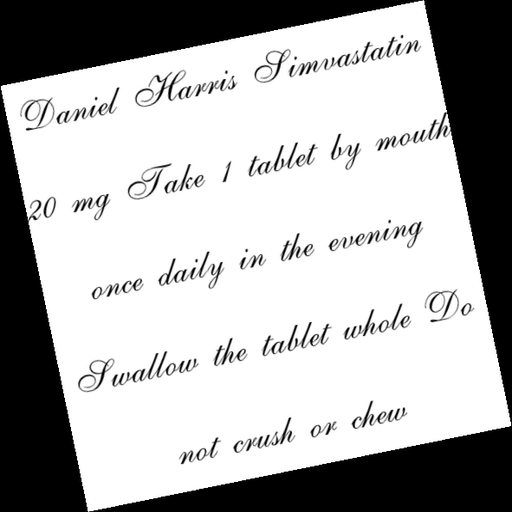 Daniel Harris Simvastatin
20 mg Take 1 tablet by mouth
once daily in the evening
Swallow the tablet whole Do
not crush or chew